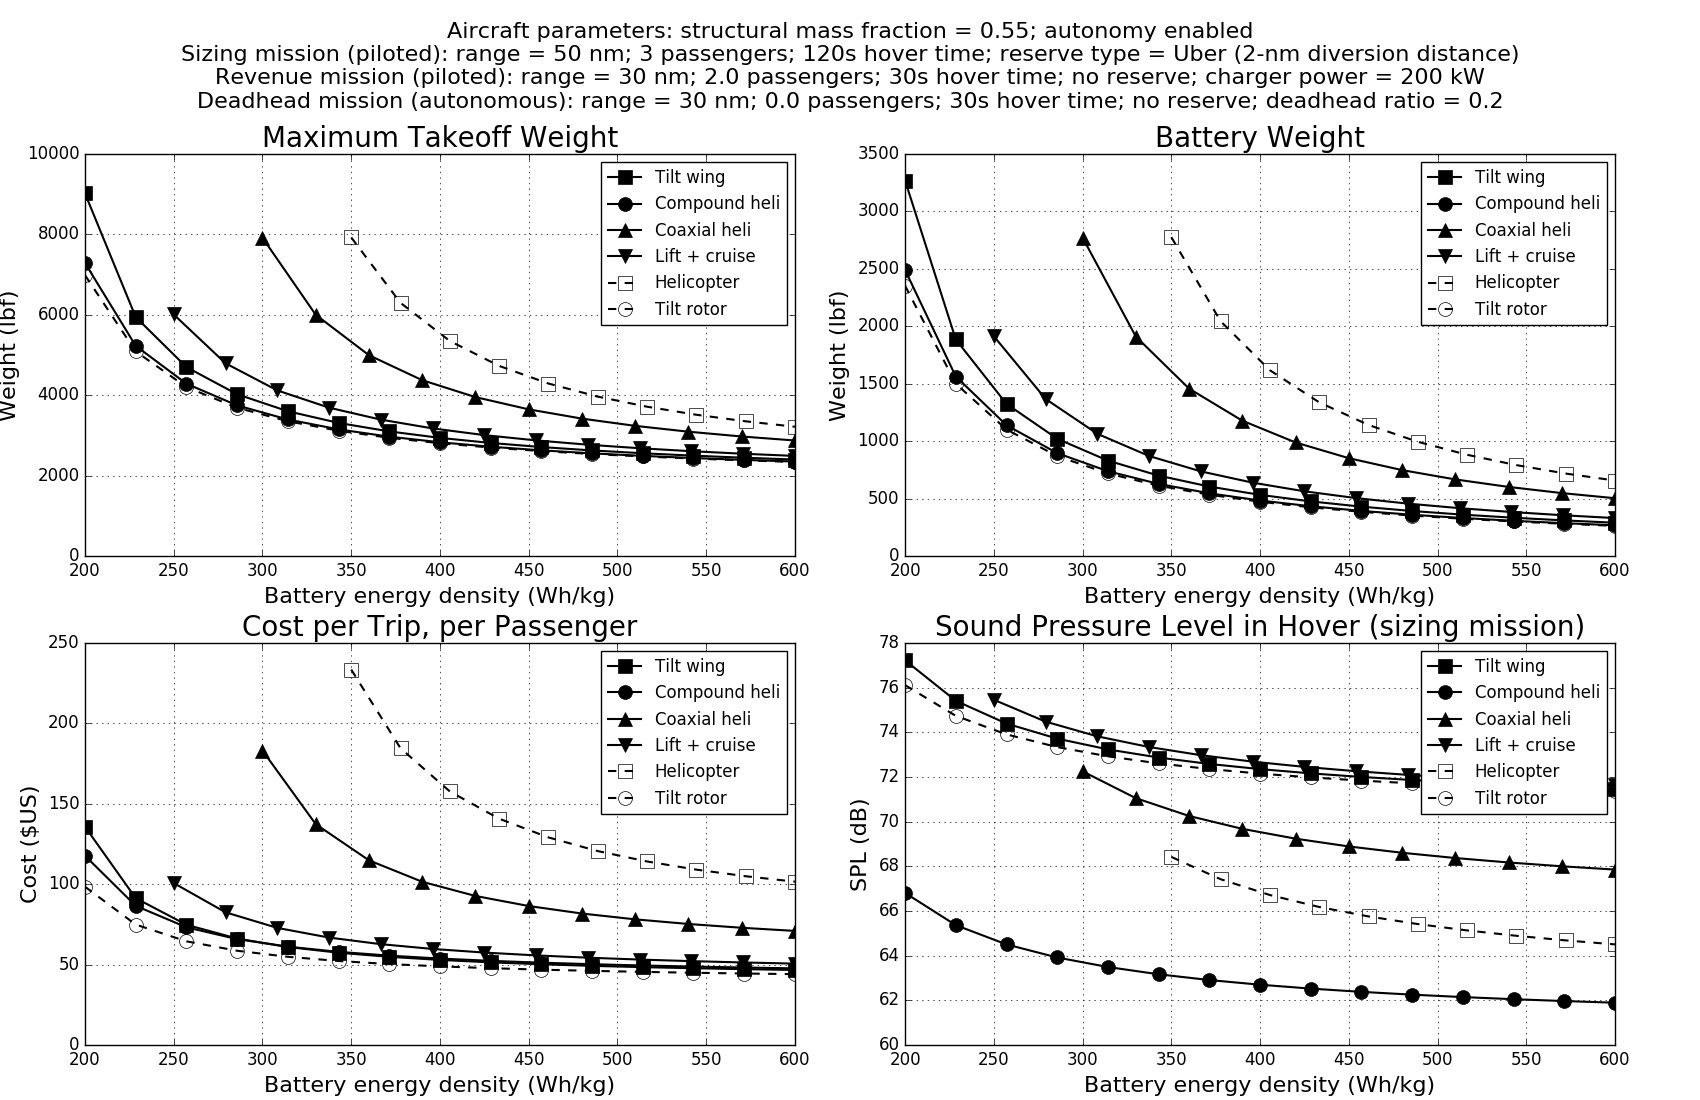 Aircraft parameters: structural mass fraction = 0.55; autonomy enabled
Sizing mission (piloted): range = 50 nm; 3 passengers; 120s hover time; reserve type = Uber (2-nm diversion distance)
Revenue mission (piloted): range = 30 nm; 2.0 passengers; 30s hover time; no reserve; charger power = 200 kW
Deadhead mission (autonomous): range = 30 nm; 0.0 passengers; 30s hover time; no reserve; deadhead ratio = 0.2
Maximum Takeoff Weight
10000
8000
6000
4000
2000
0
Weight (lbf)
Tilt wing
Compound heli
Coaxial heli
Lift + cruise
Helicopter
Tilt rotor
200 250 300 350 400 450 500 550 600
Battery energy density (Wh/kg)
Battery Weight
3500
3000
2500
2000
1500
1000
500
0
Weight (lbf)
Tilt wing
Compound heli
Coaxial heli
Lift + cruise
Helicopter
Tilt rotor
200 250 300 350 400 450 500 550 600
Battery energy density (Wh/kg)
Cost per Trip, per Passenger
250
200
150
100
50
0
Cost ($US)
Tilt wing
Compound heli
Coaxial heli
Lift + cruise
Helicopter
Tilt rotor
200 250 300 350 400 450 500 550 600
Battery energy density (Wh/kg)
Sound Pressure Level in Hover (sizing mission)
78
76
74
72
70
68
66
64
62
60
SPL (dB)
Tilt wing
Compound heli
Coaxial heli
Lift + cruise
Helicopter
Tilt rotor
200 250 300 350 400 450 500 550 600
Battery energy density (Wh/kg)